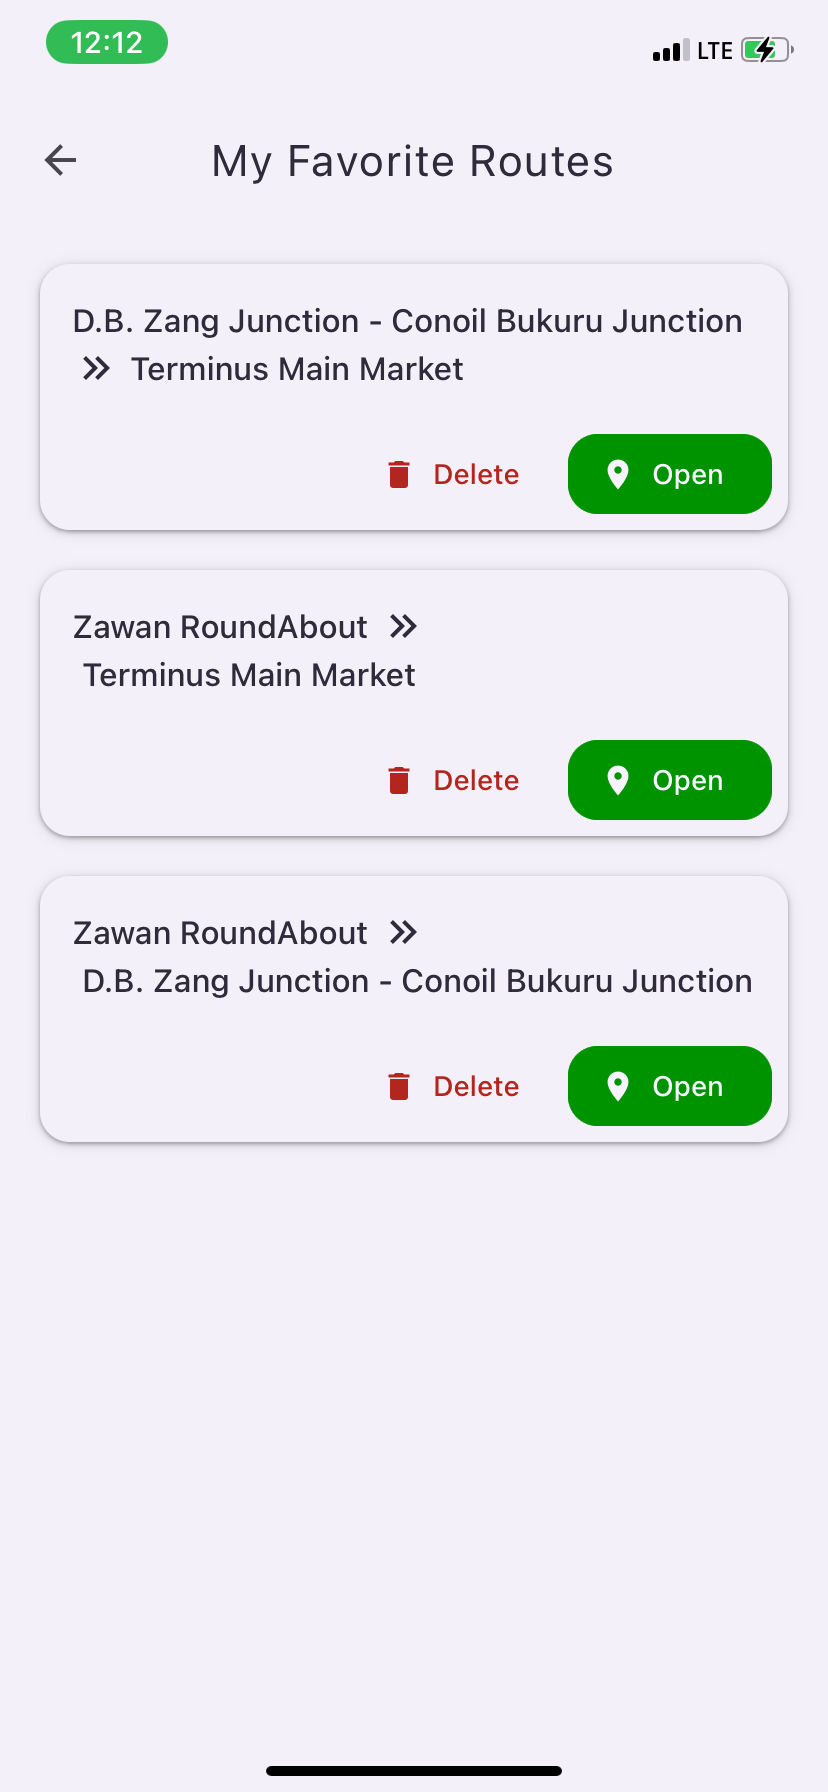 12:12 LTE
My Favorite Routes
D.B. Zang Junction - Conoil Bukuru Junction
» Terminus Main Market
Delete Open
Zawan RoundAbout »
Terminus Main Market
Delete Open
Zawan RoundAbout »
D.B. Zang Junction - Conoil Bukuru Junction
Delete Open